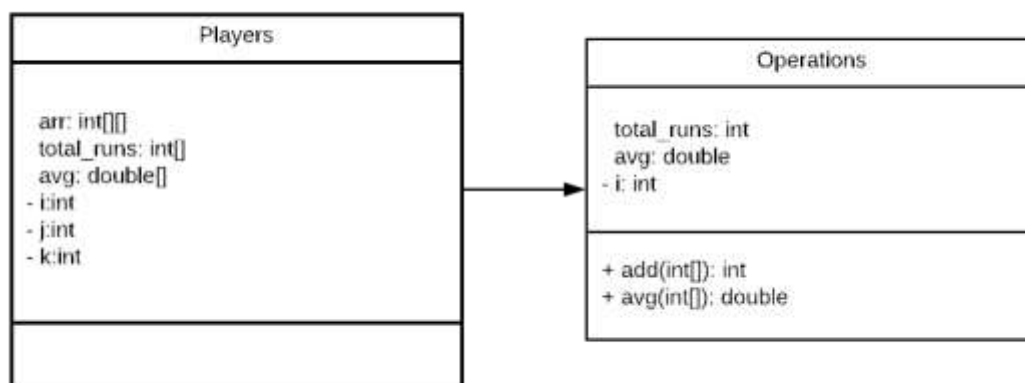 Players
arr: int[][]
total_runs: int[]
avg: double[]
- i:int
- j:int
- k:int
Operations
total_runs: int
avg: double
- i: int
+ add(int[]): int
+ avg(int[]): double